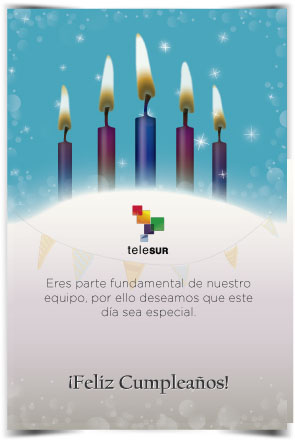 teleSUR
Eres parte fundamental de nuestro
equipo, por ello deseamos que este
día sea especial.
¡Feliz Cumpleaños!